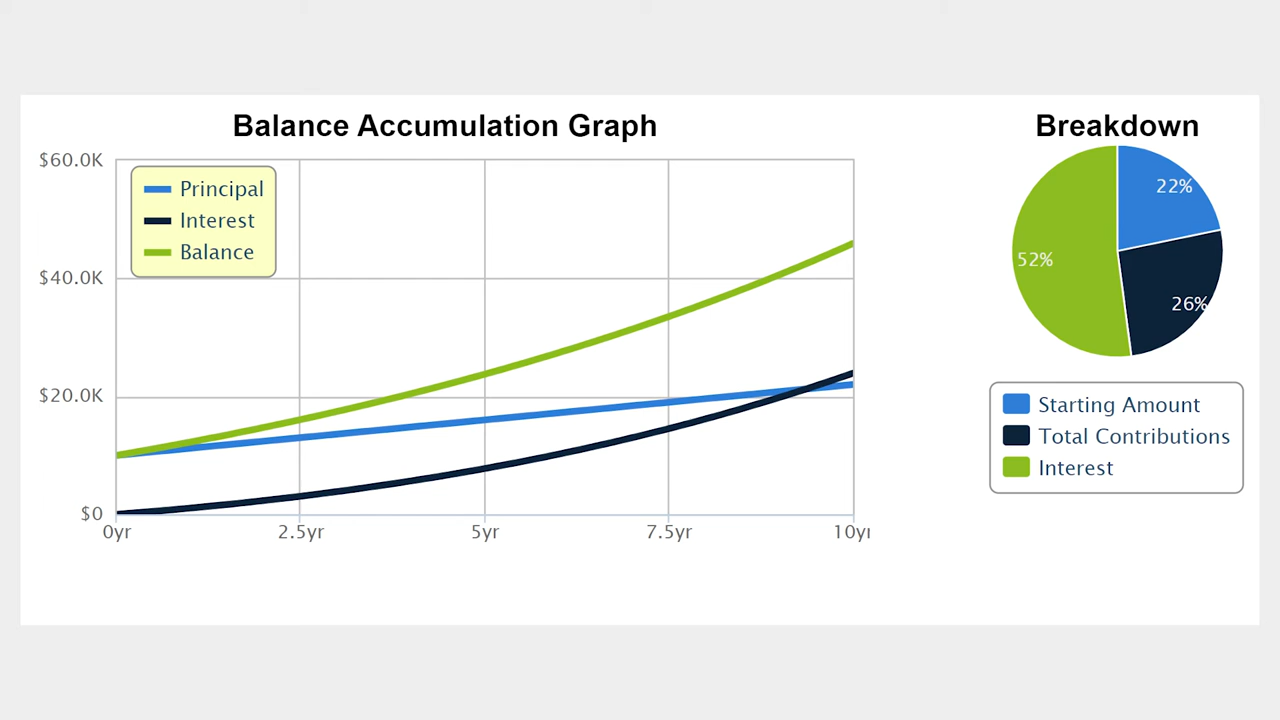 Balance Accumulation Graph
$60.0K
$40.0K
$20.0K
$0
Principal
Interest
Balance
0yr
2.5yr
5yr
7.5yr
10yı
Breakdown
22%
52%
26%
Starting Amount
Total Contributions
Interest